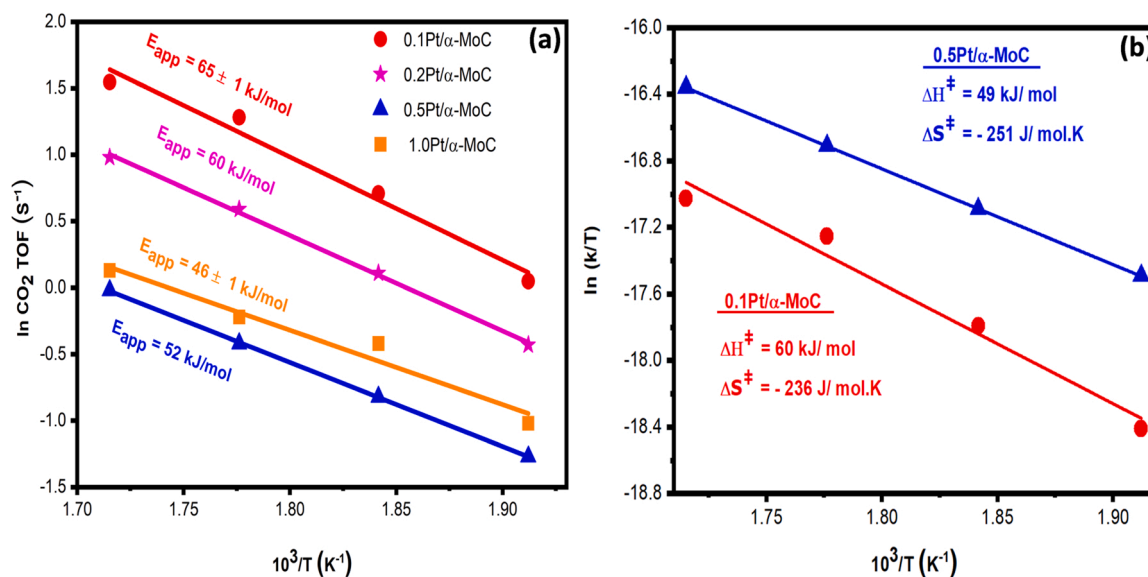 (a)
2.0
1.5
1.0
0.5
0.0
-0.5
-1.0
-1.5
ln CO₂ TOF (s⁻¹)
E_app = 65 ± 1 kJ/mol
E_app = 60 kJ/mol
E_app = 46 ± 1 kJ/mol
E_app = 52 kJ/mol
0.1Pt/α-MoC
0.2Pt/α-MoC
0.5Pt/α-MoC
1.0Pt/α-MoC
1.70 1.75 1.80 1.85 1.90
10³/T (K⁻¹)
(b)
-16.0
-16.4
-16.8
-17.2
-17.6
-18.0
-18.4
-18.8
ln (k/T)
0.5Pt/α-MoC
ΔH‡ = 49 kJ/ mol
ΔS‡ = - 251 J/ mol.K
0.1Pt/α-MoC
ΔH‡ = 60 kJ/ mol
ΔS‡ = - 236 J/ mol.K
1.75 1.80 1.85 1.90
10³/T (K⁻¹)